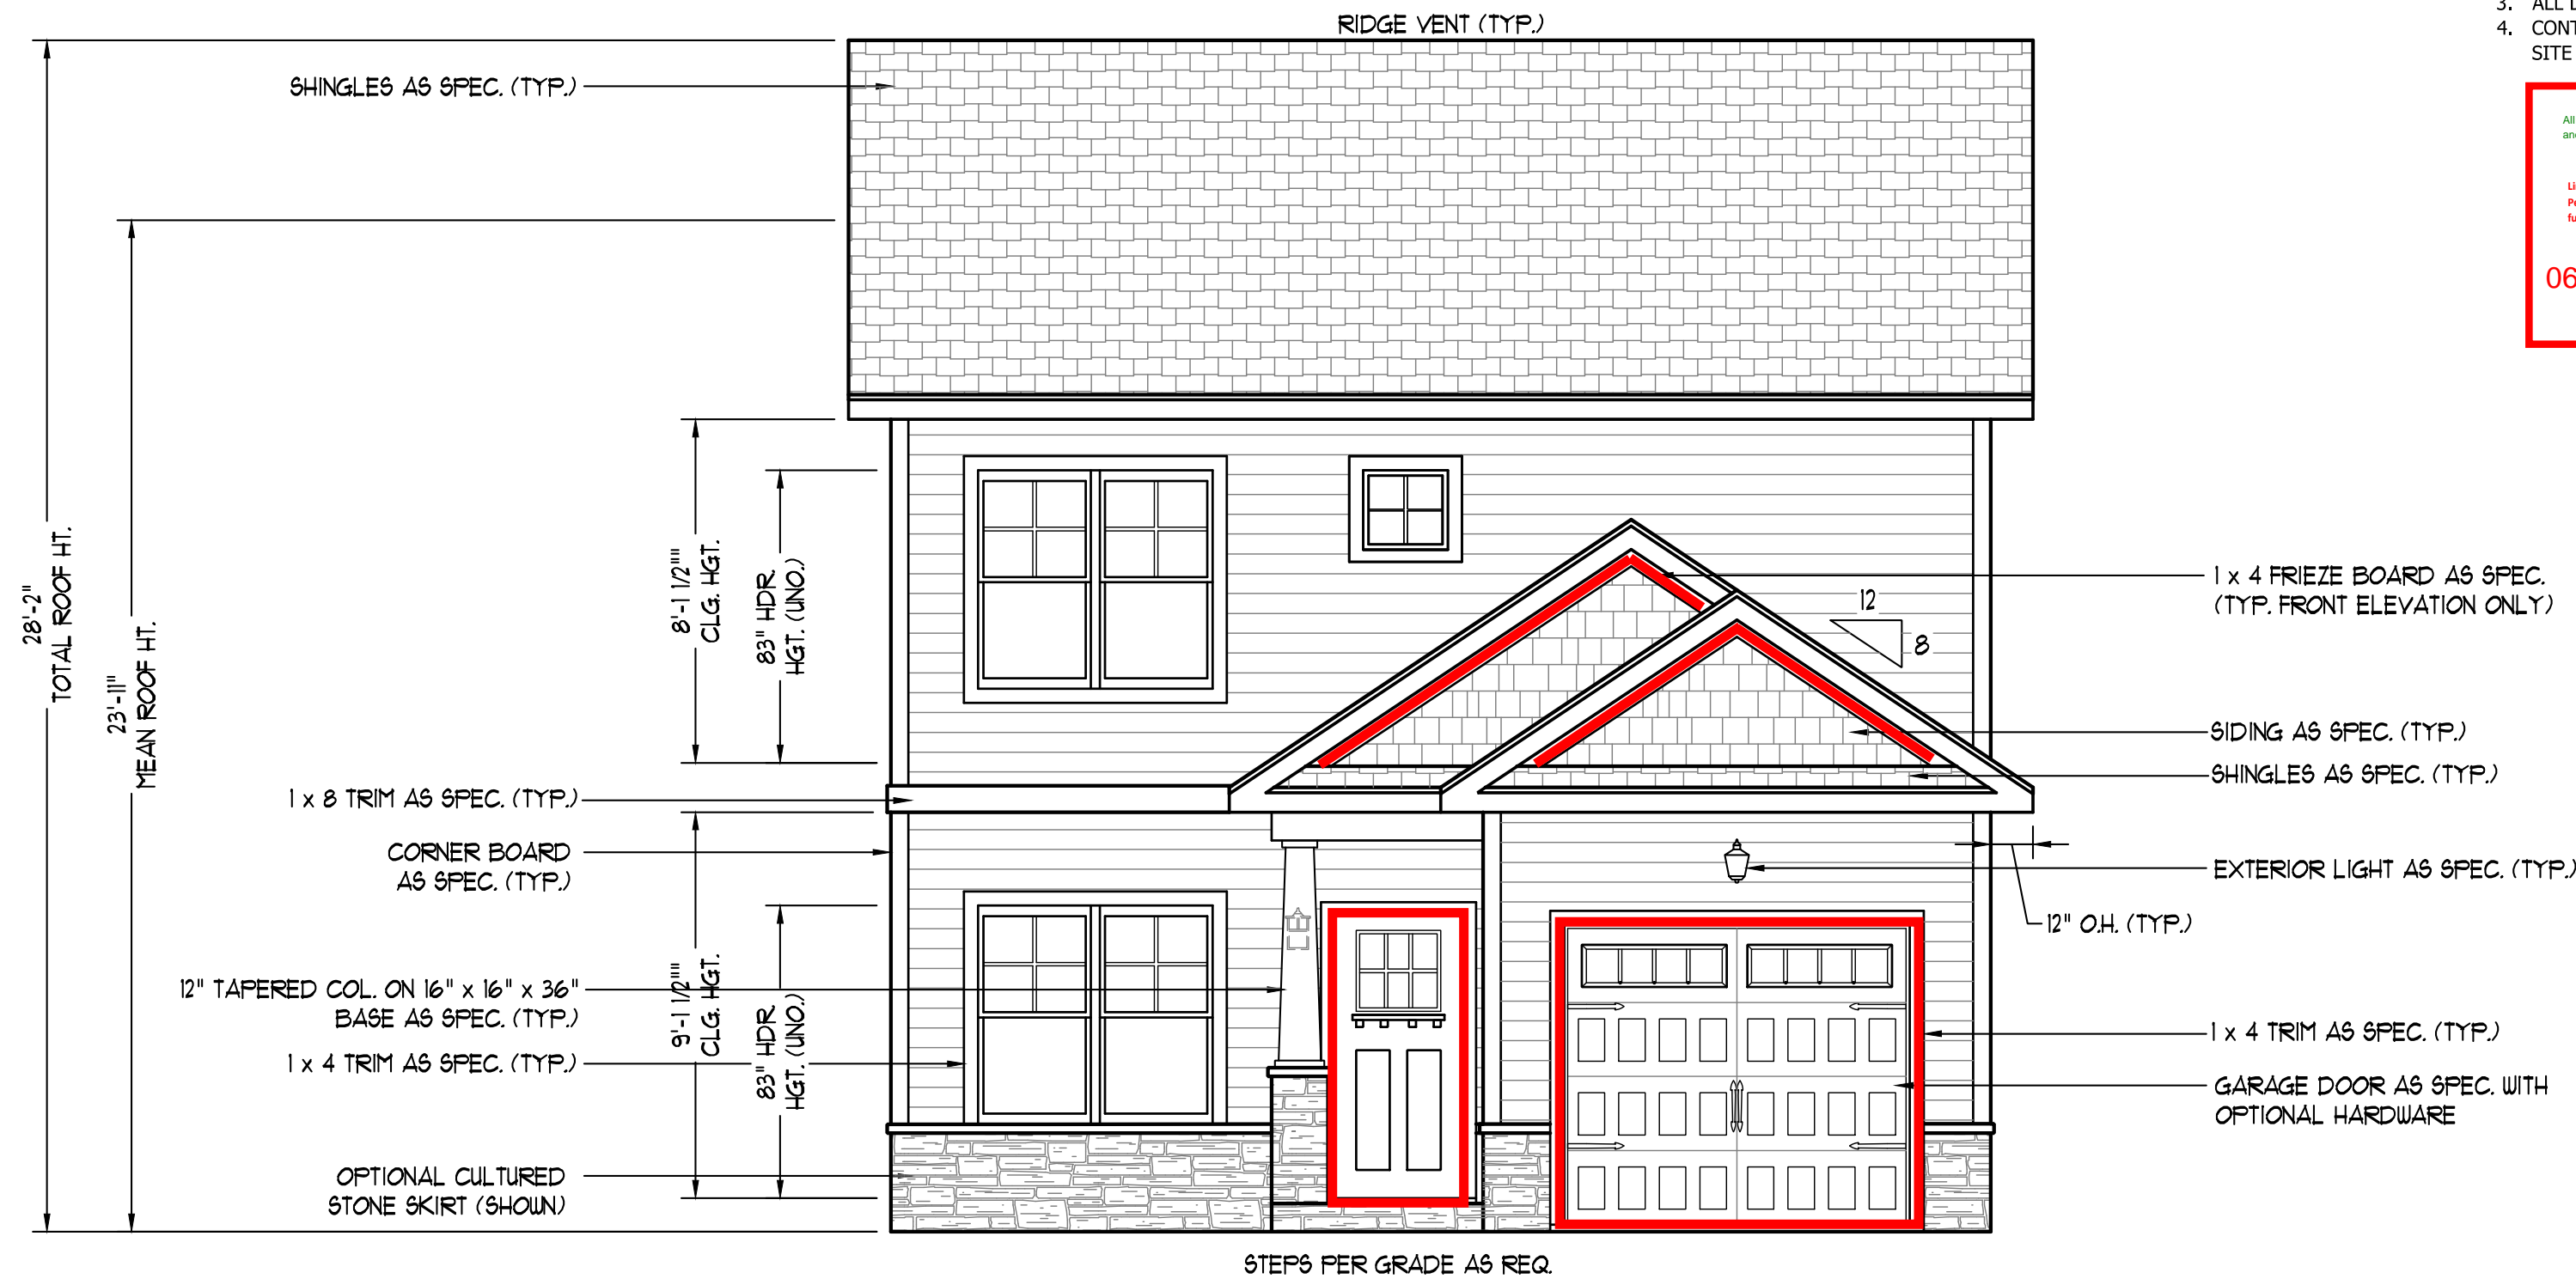 RIDGE VENT (TYP.)
3. ALL
4. CONT
SITE
SHINGLES AS SPEC. (TYP.)
All
and
06
28'-2"
TOTAL ROOF HT.
23'-11"
MEAN ROOF HT.
8'-1 1/2""
CLG. HGT.
83" HDR.
HGT. (UNO.)
1 x 4 FRIEZE BOARD AS SPEC.
(TYP. FRONT ELEVATION ONLY)
12
8
SIDING AS SPEC. (TYP.)
SHINGLES AS SPEC. (TYP.)
1 x 8 TRIM AS SPEC. (TYP.)
CORNER BOARD
AS SPEC. (TYP.)
EXTERIOR LIGHT AS SPEC. (TYP.)
12" O.H. (TYP.)
12" TAPERED COL. ON 16" x 16" x 36"
BASE AS SPEC. (TYP.)
9'-1 1/2""
CLG. HGT.
83" HDR.
HGT. (UNO.)
1 x 4 TRIM AS SPEC. (TYP.)
1 x 4 TRIM AS SPEC. (TYP.)
GARAGE DOOR AS SPEC. WITH
OPTIONAL HARDWARE
OPTIONAL CULTURED
STONE SKIRT (SHOWN)
STEPS PER GRADE AS REQ.